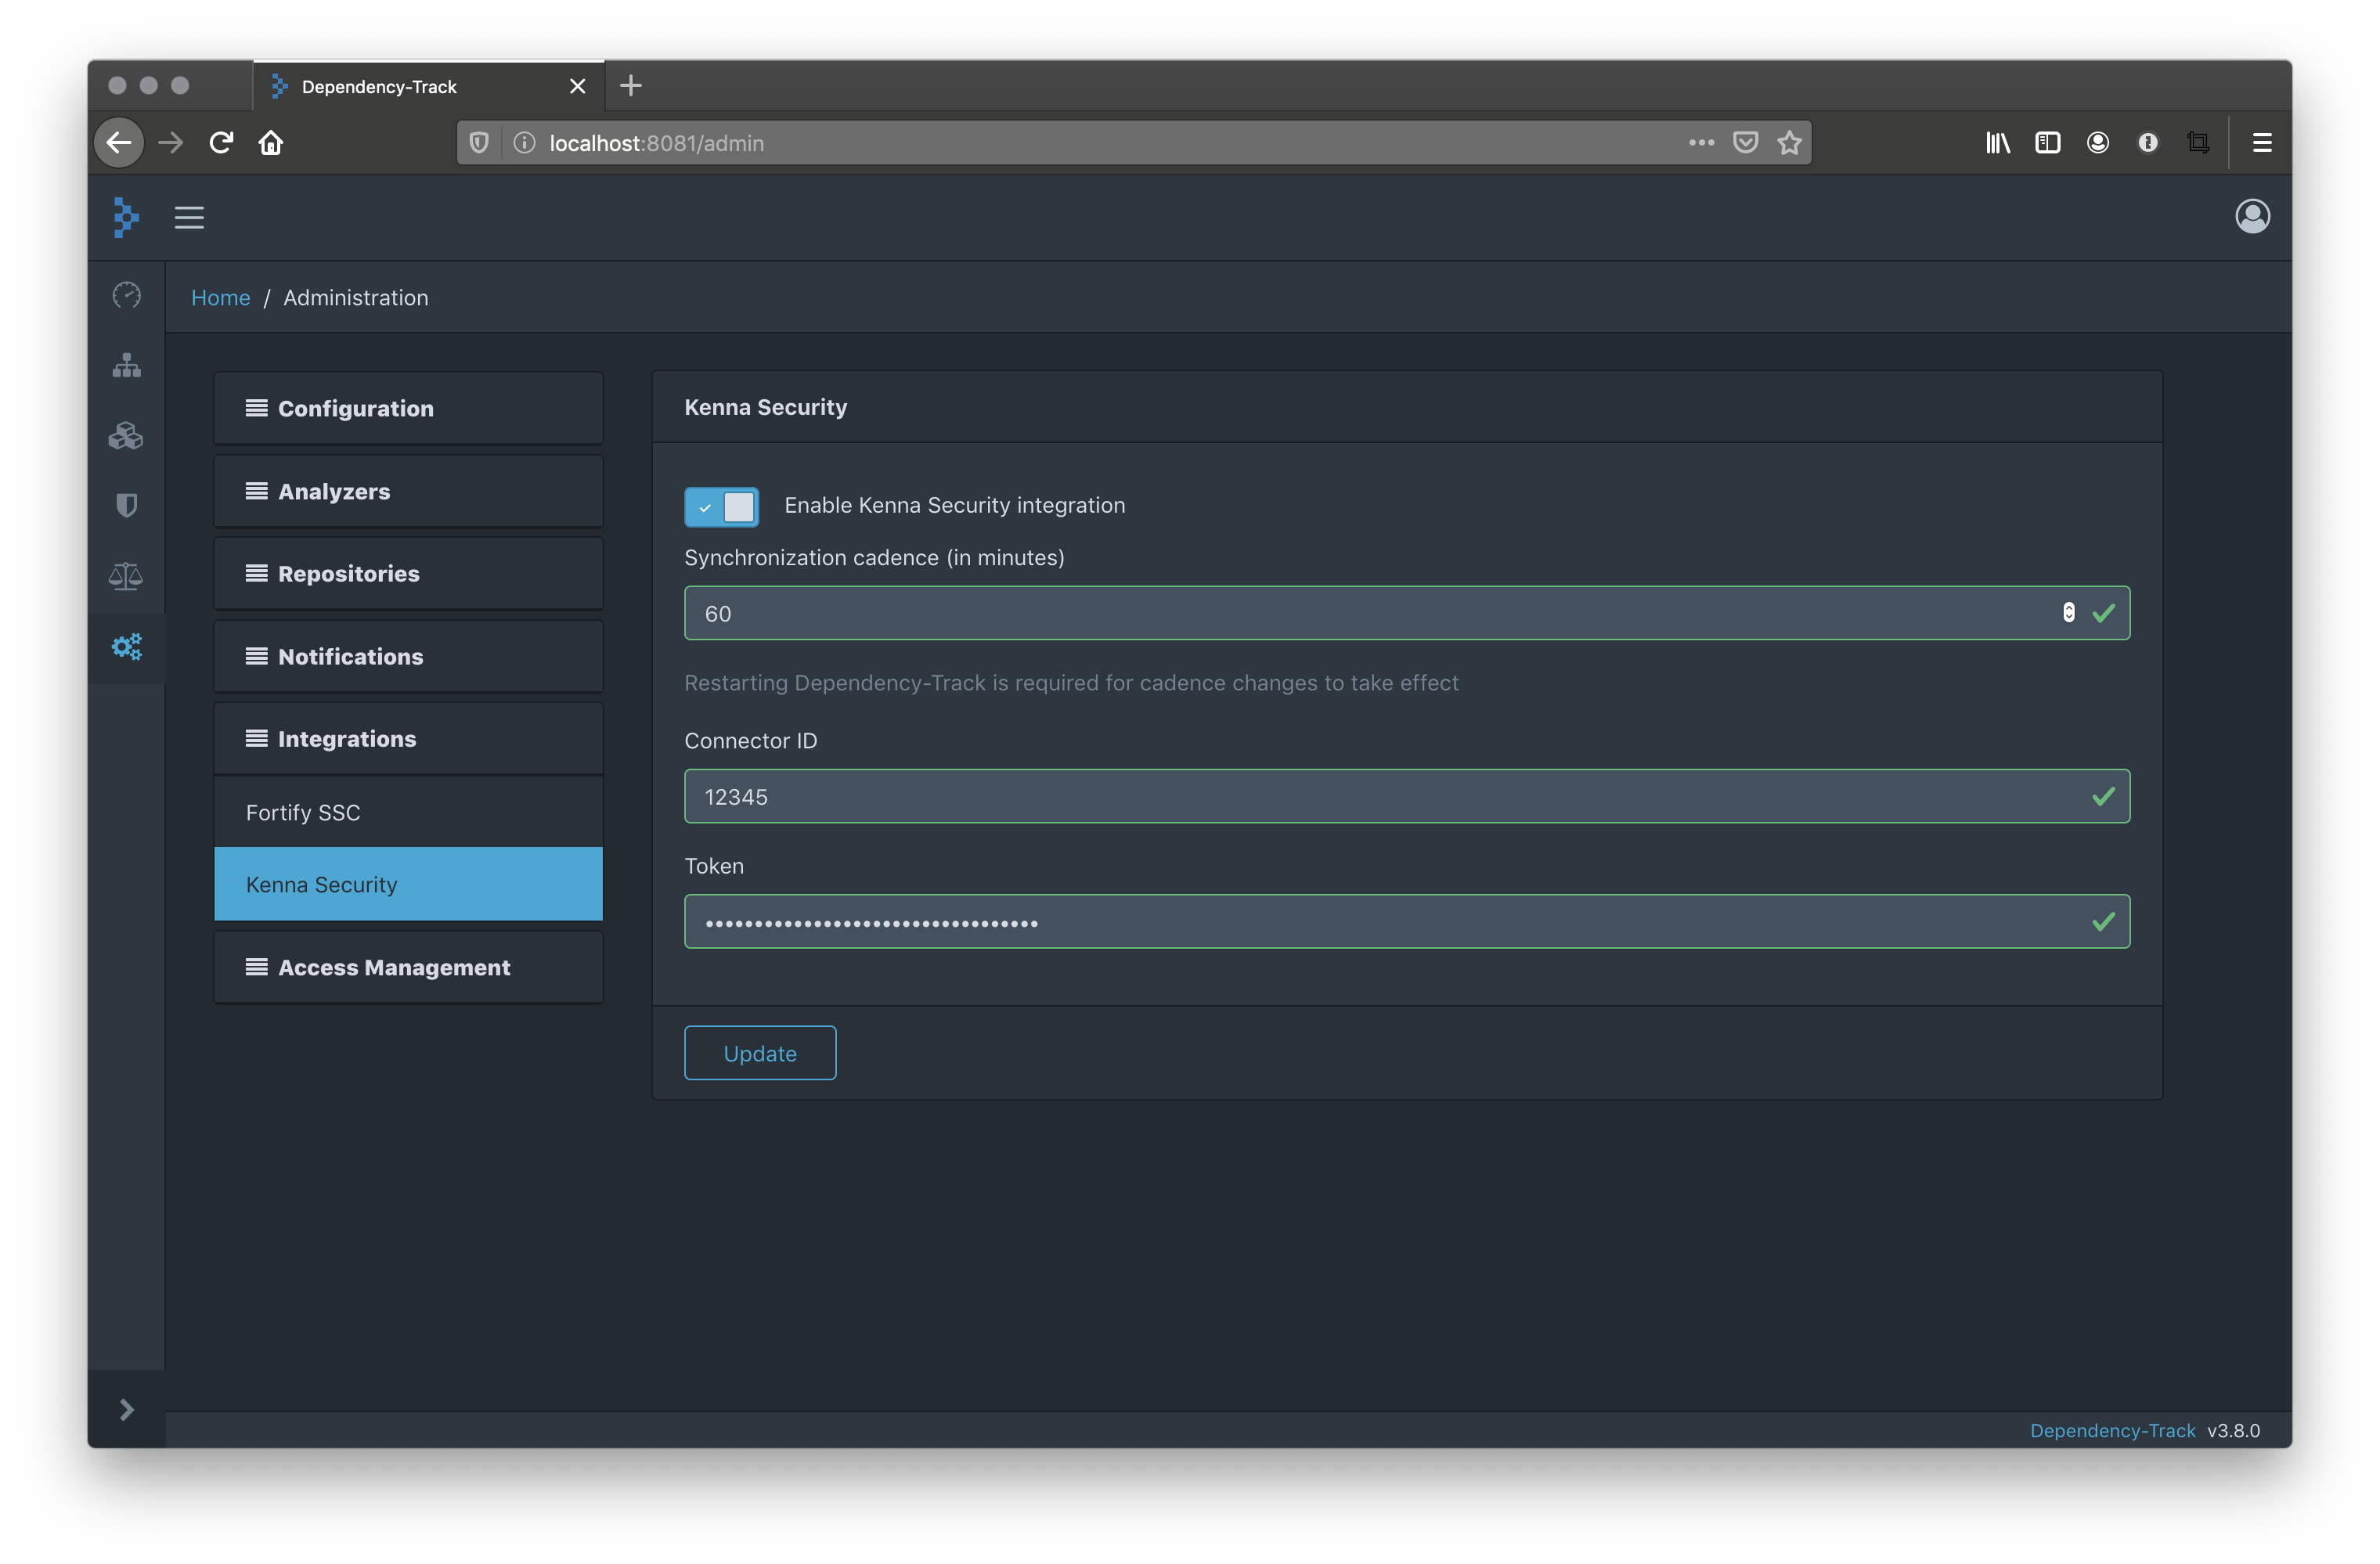 Dependency-Track
localhost:8081/admin
Home / Administration
Configuration
Analyzers
Repositories
Notifications
Integrations
Fortify SSC
Kenna Security
Access Management
Kenna Security
Enable Kenna Security integration
Synchronization cadence (in minutes)
60
Restarting Dependency-Track is required for cadence changes to take effect
Connector ID
12345
Token
••••••••••••••••••••••••••••••••••
Update
Dependency-Track v3.8.0